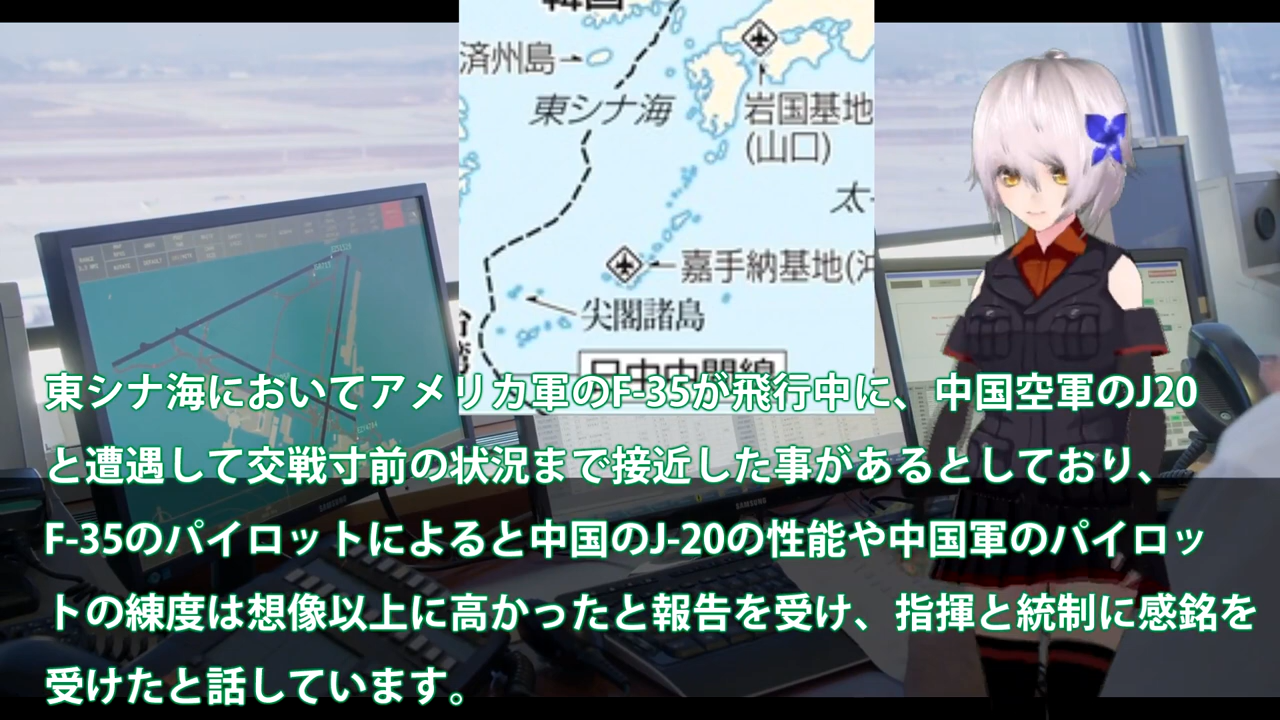 韓国
済州島
東シナ海
岩国基地
(山口)
太
嘉手納基地(沖
尖閣諸島
台湾
日中中間線
東シナ海においてアメリカ軍のF-35が飛行中に、中国空軍のJ20
と遭遇して交戦寸前の状況まで接近した事があるとしており、
F-35のパイロットによると中国のJ-20の性能や中国軍のパイロッ
トの練度は想像以上に高かったと報告を受け、指揮と統制に感銘を
受けたと話しています。
SAMSUNG
SAMSUNG